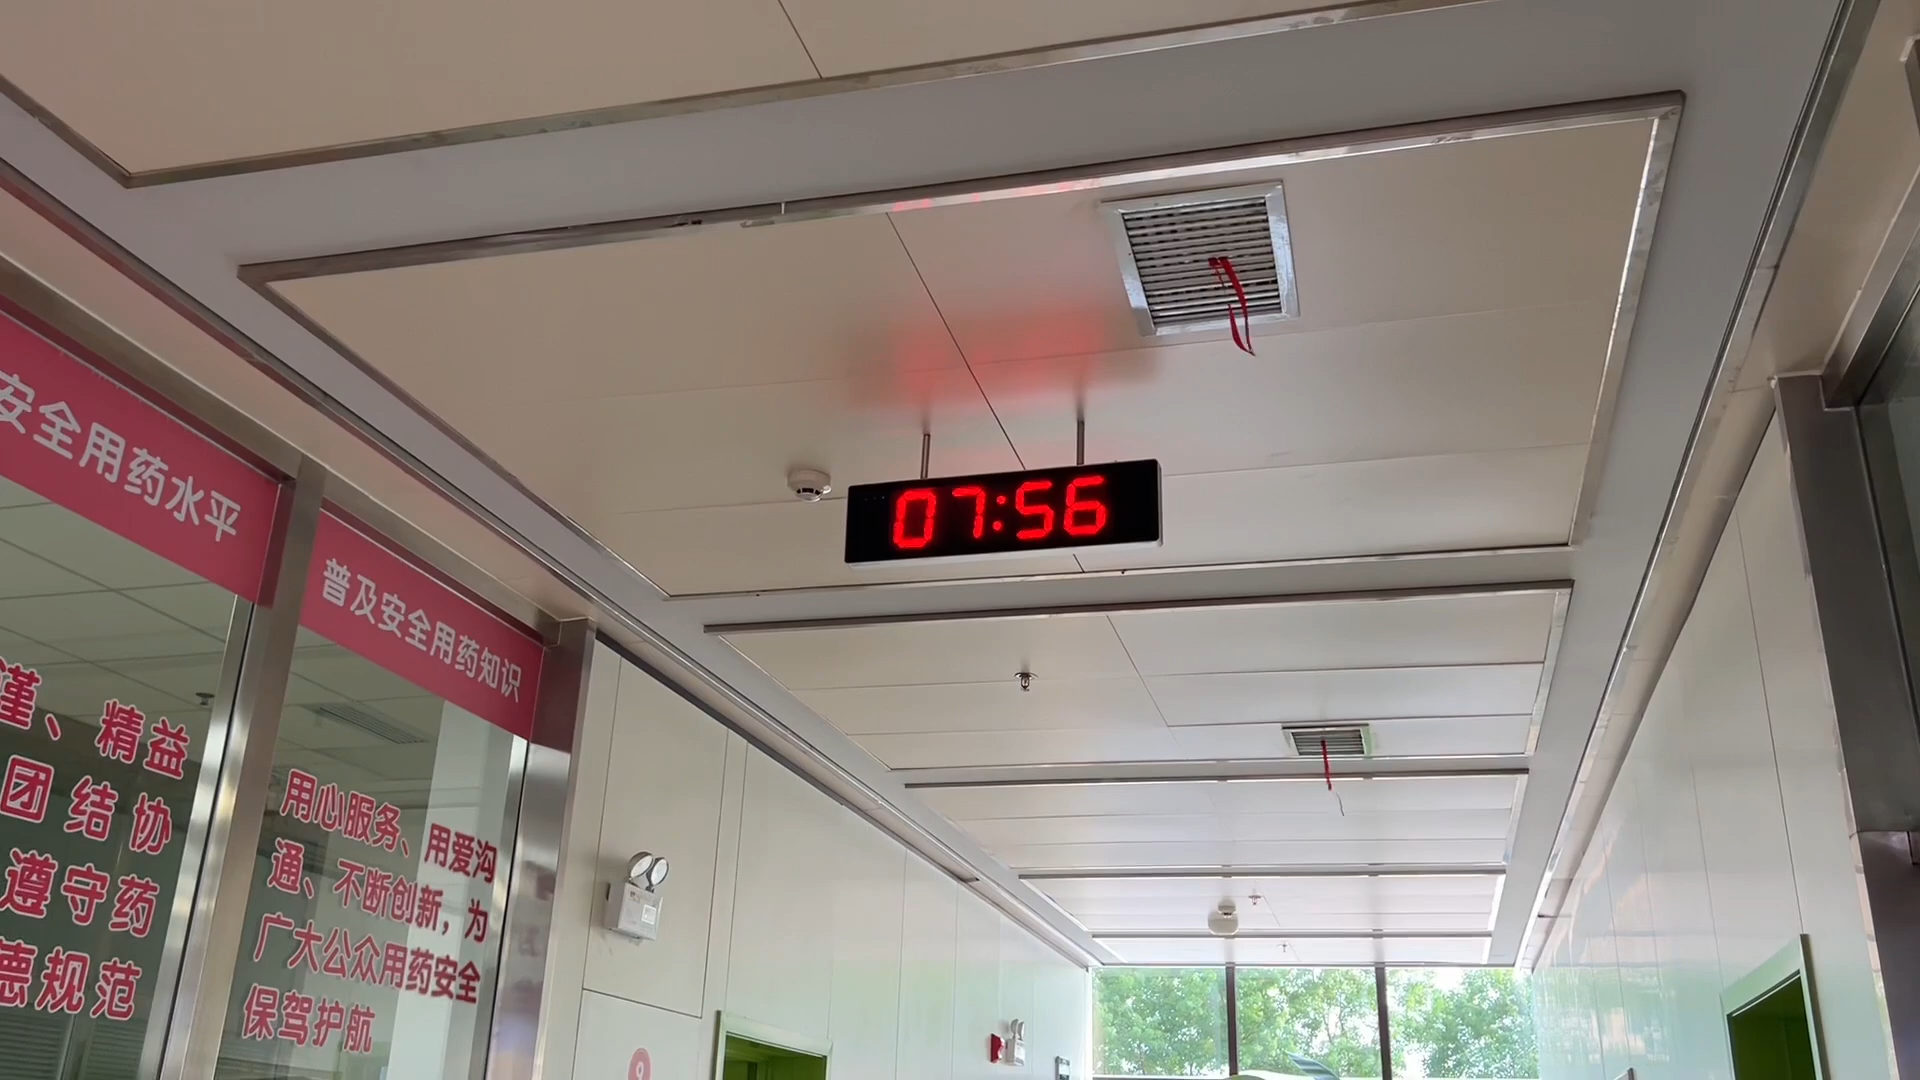 安全用药水平
谨、精益
团结协
遵守药
德规范
普及安全用药知识
用心服务、用爱沟
通、不断创新，为
广大公众用药安全
保驾护航
07:56
9